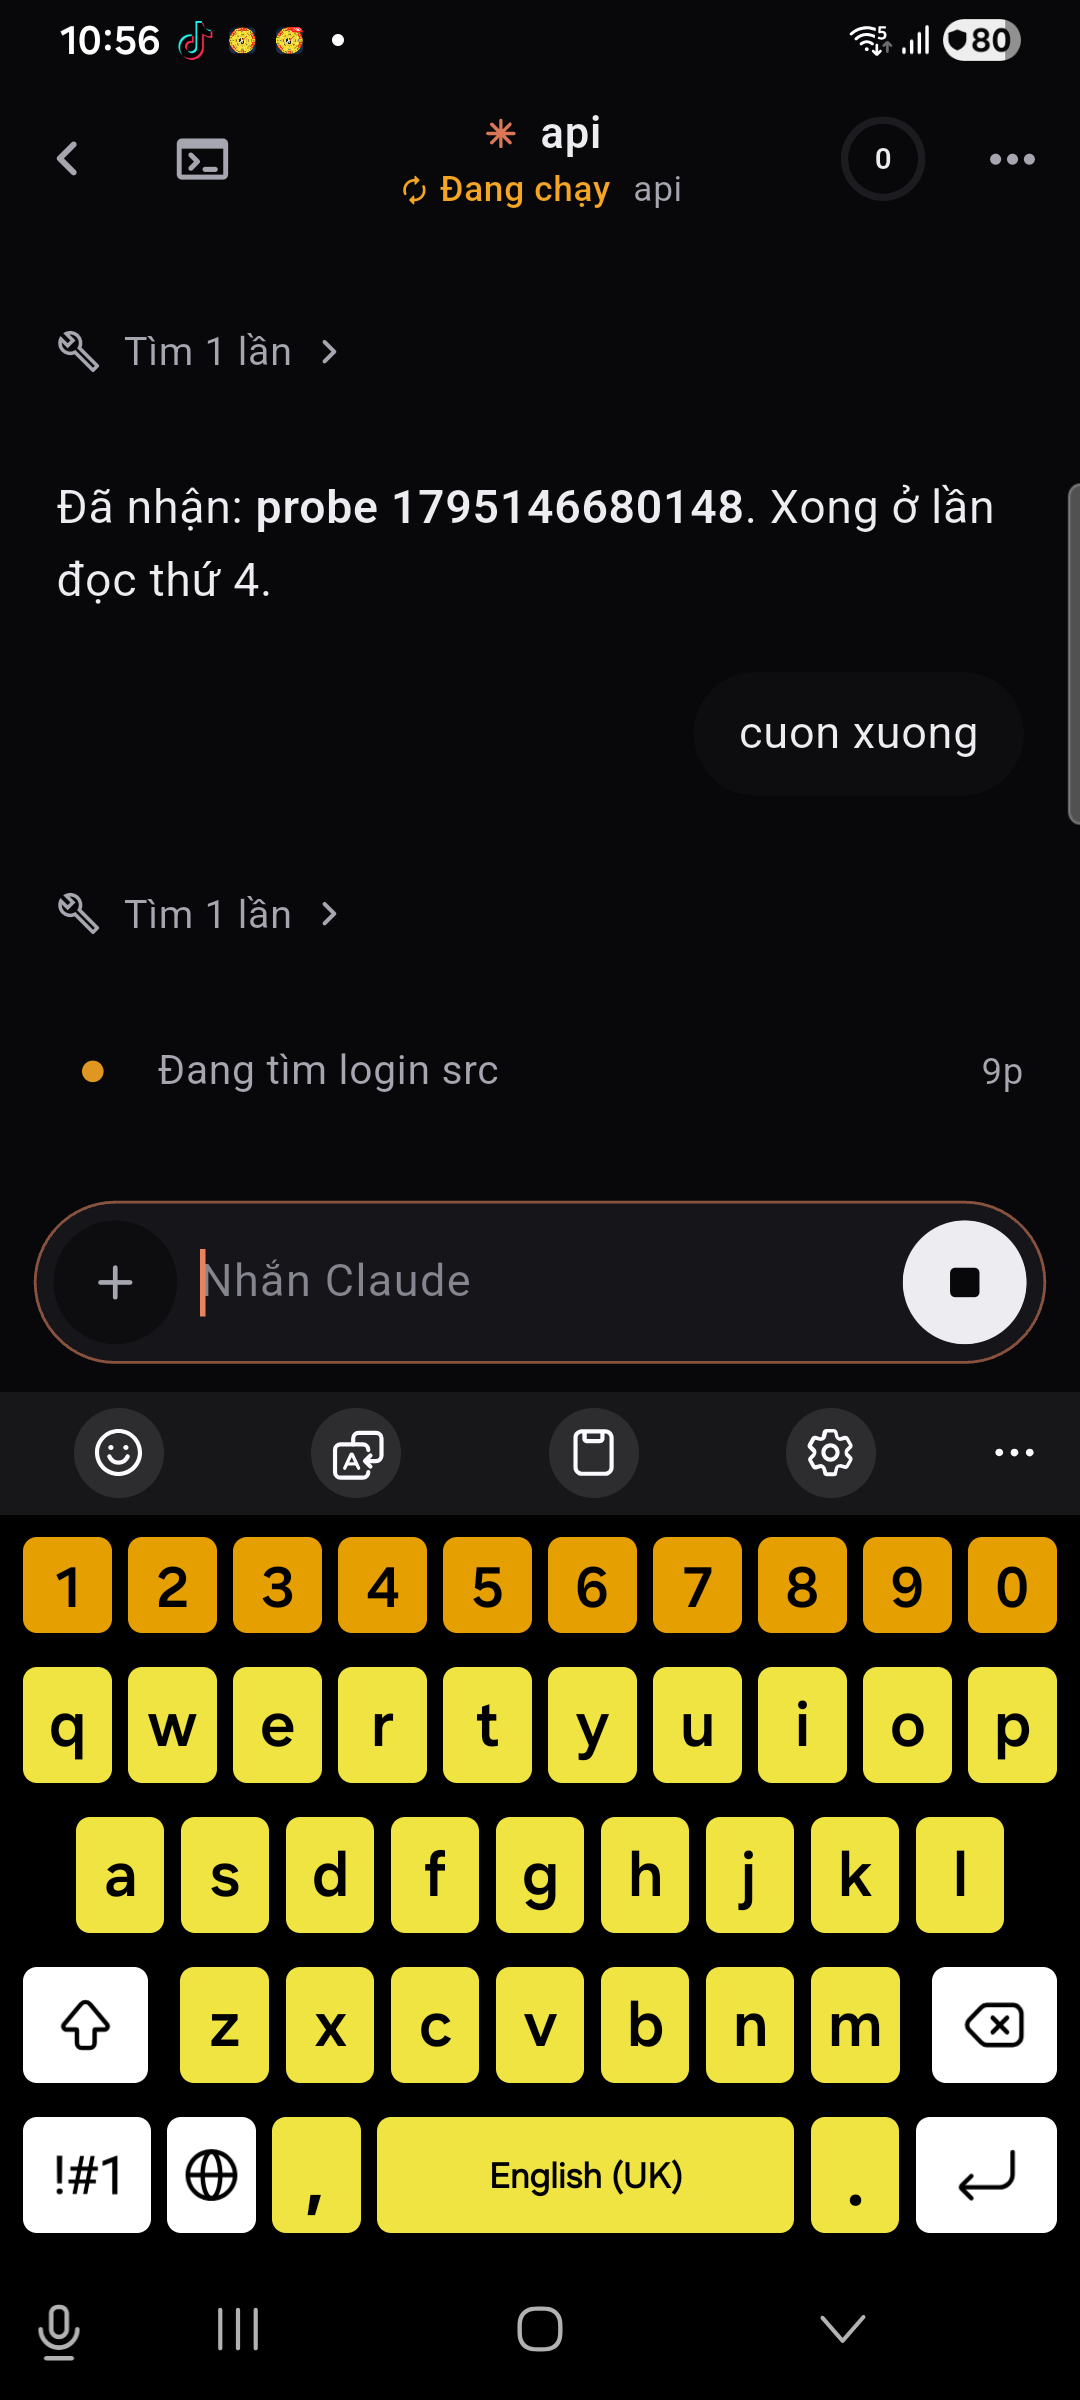 10:56
5
80
api
Đang chạy api
0
Tìm 1 lần
Đã nhận: probe 1795146680148. Xong ở lần
đọc thứ 4.
cuon xuong
Tìm 1 lần
Đang tìm login src 9p
Nhắn Claude
1 2 3 4 5 6 7 8 9 0
q w e r t y u i o p
a s d f g h j k l
z x c v b n m
!#1 , English (UK) .